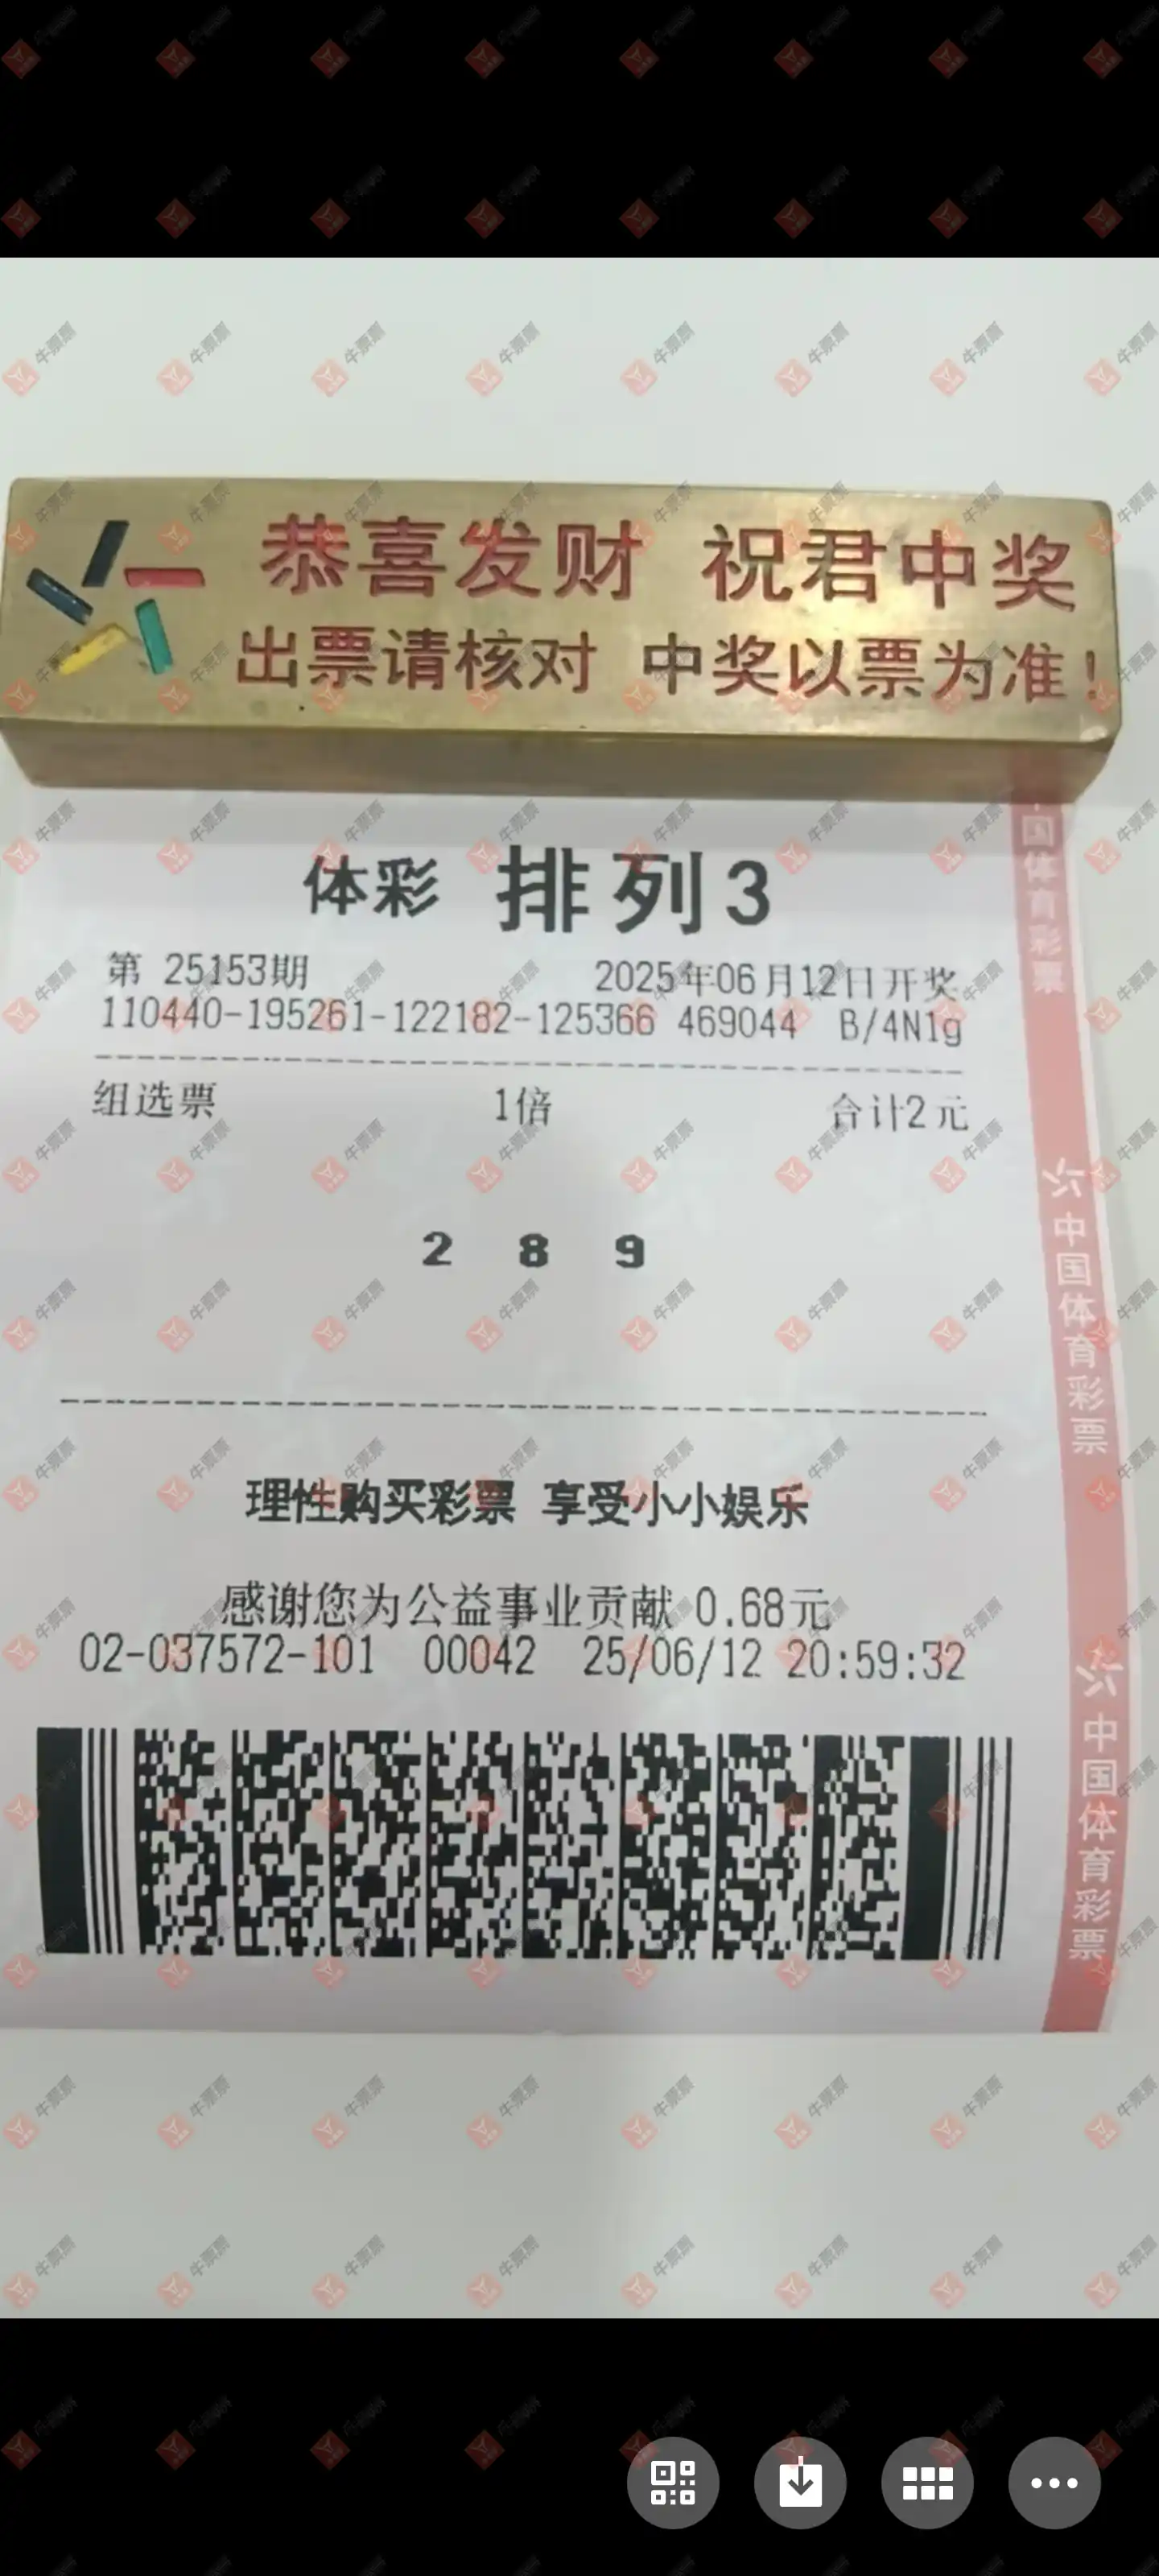 恭喜发财 祝君中奖
出票请核对 中奖以票为准!
体彩 排列3
第 25153期 2025年06月12日开奖
110440-195261-122182-125366 469044 B/4N1g
组选票 1倍 合计2元
2 8 9
理性购买彩票 享受小小娱乐
感谢您为公益事业贡献 0.68元
02-037572-101 00042 25/06/12 20:59:32
国体育彩票
中国体育彩票
中国体育彩票
牛票票